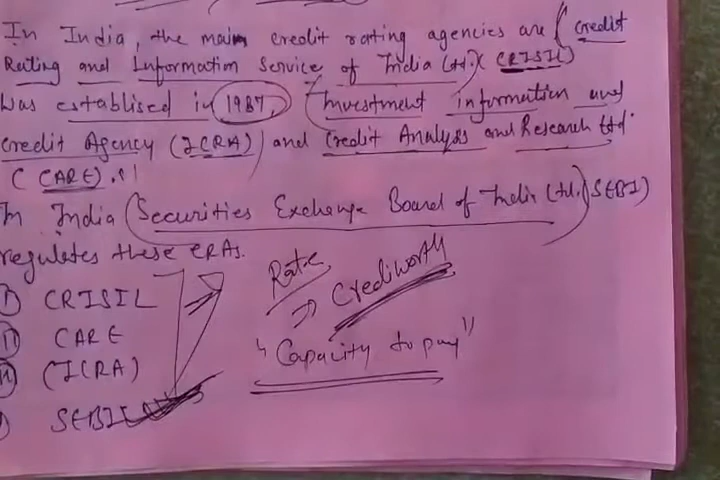 In India, the main credit rating agencies are (credit
Rating and Information Service of India Ltd.) (CRISIL)
Was establised in 1987, Investment information and
credit Agency (ICRA) and Credit Analysis and Research Ltd.
(CARE).
In India (Securities Exchange Board of India Ltd.) (SEBI)
regulates these CRAs.
CRISIL
CARE
(ICRA)
SEBI
Rate
=> Crediworth
"Capacity to pay"